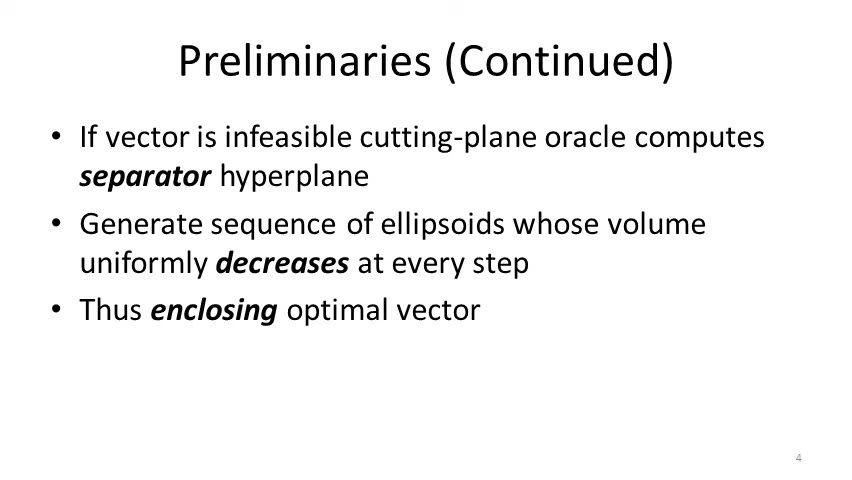 Preliminaries (Continued)
• If vector is infeasible cutting-plane oracle computes
separator hyperplane
• Generate sequence of ellipsoids whose volume
uniformly decreases at every step
• Thus enclosing optimal vector
4